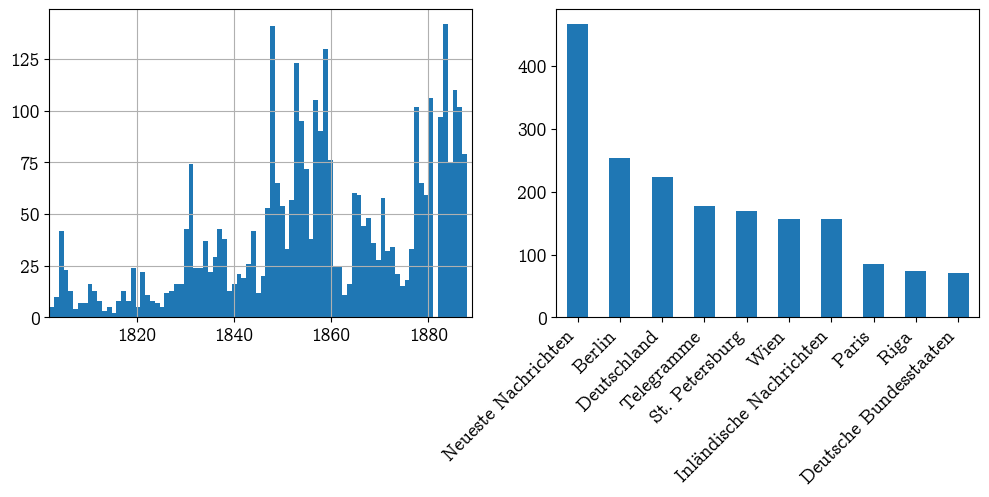 125
100
75
50
25
0
1820 1840 1860 1880
400
300
200
100
0
Neueste Nachrichten
Berlin
Deutschland
Telegramme
St. Petersburg
Wien
Inländische Nachrichten
Paris
Riga
Deutsche Bundesstaaten